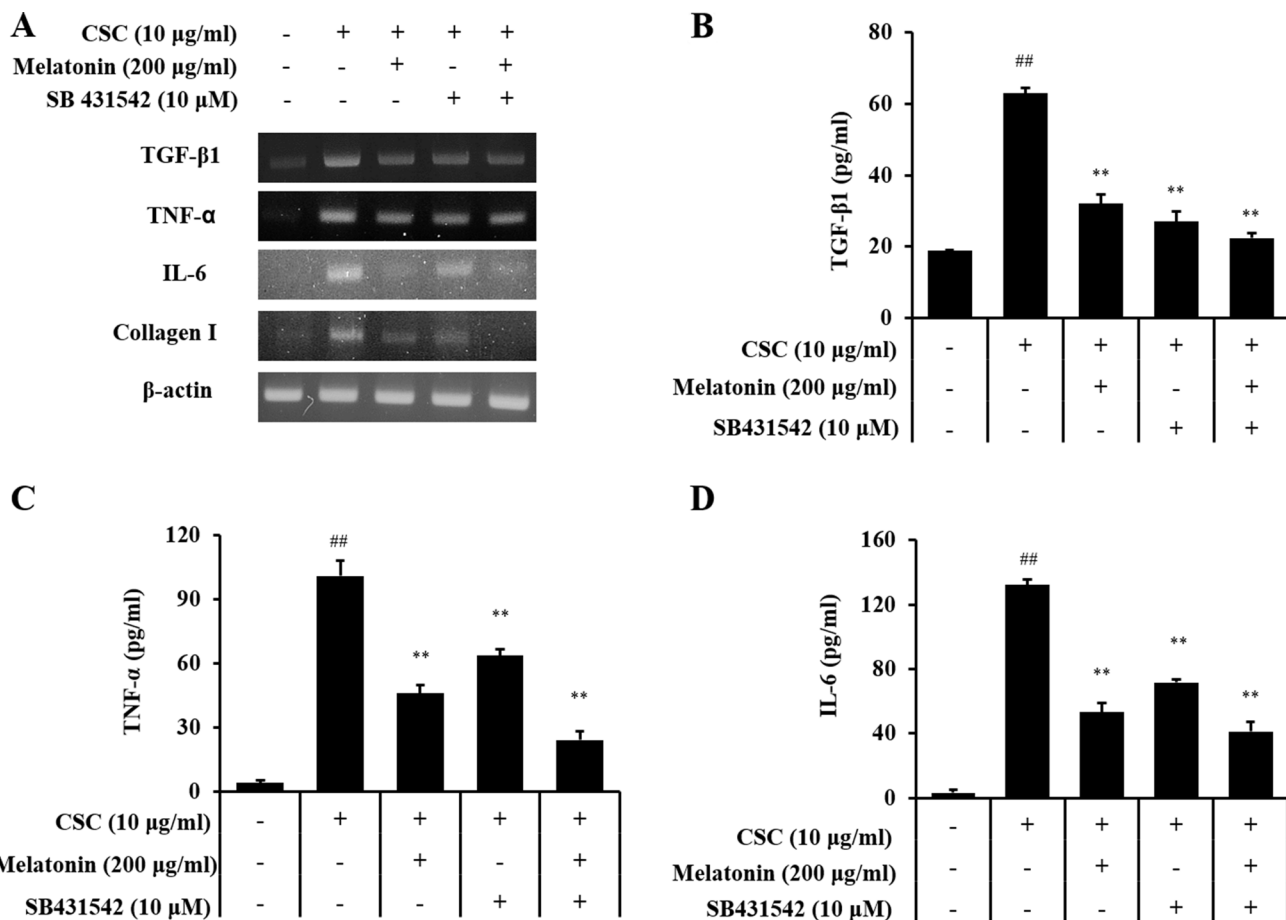 A
CSC (10 μg/ml) - + + + +
Melatonin (200 μg/ml) - - + - +
SB 431542 (10 μM) - - - + +
TGF-β1
TNF-α
IL-6
Collagen I
β-actin
B
TGF-β1 (pg/ml)
80
60
40
20
0
##
**
**
**
CSC (10 μg/ml) - + + + +
Melatonin (200 μg/ml) - - + - +
SB431542 (10 μM) - - - + +
C
TNF-α (pg/ml)
120
90
60
30
0
##
**
**
**
CSC (10 μg/ml) - + + + +
Melatonin (200 μg/ml) - - + - +
SB431542 (10 μM) - - - + +
D
IL-6 (pg/ml)
160
120
80
40
0
##
**
**
**
CSC (10 μg/ml) - + + + +
Melatonin (200 μg/ml) - - + - +
SB431542 (10 μM) - - - + +